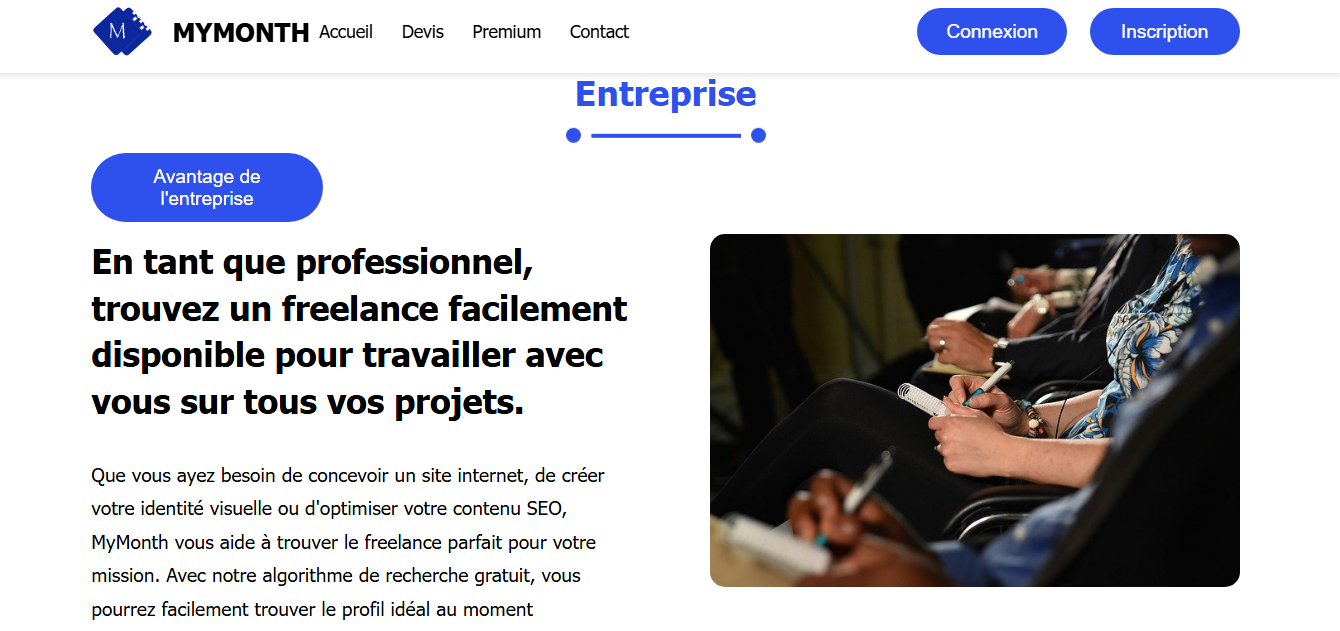 M
MYMONTH Accueil Devis Premium Contact Connexion Inscription
Entreprise
Avantage de
l'entreprise
En tant que professionnel,
trouvez un freelance facilement
disponible pour travailler avec
vous sur tous vos projets.
Que vous ayez besoin de concevoir un site internet, de créer
votre identité visuelle ou d'optimiser votre contenu SEO,
MyMonth vous aide à trouver le freelance parfait pour votre
mission. Avec notre algorithme de recherche gratuit, vous
pourrez facilement trouver le profil idéal au moment